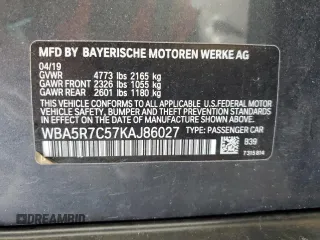 MFD BY BAYERISCHE MOTOREN WERKE AG
04/19
GVWR 4773 lbs 2165 kg
GAWR FRONT 2326 lbs 1055 kg
GAWR REAR 2601 lbs 1180 kg
THIS VEHICLE CONFORMS TO ALL APPLICABLE U.S. FEDERAL MOTOR
VEHICLE SAFETY, BUMPER, AND THEFT PREVENTION STANDARDS IN EFFECT
ON THE DATE OF MANUFACTURE SHOWN ABOVE.
WBA5R7C57KAJ86027 TYPE: PASSENGER CAR
B39
7315814
DREAMBID